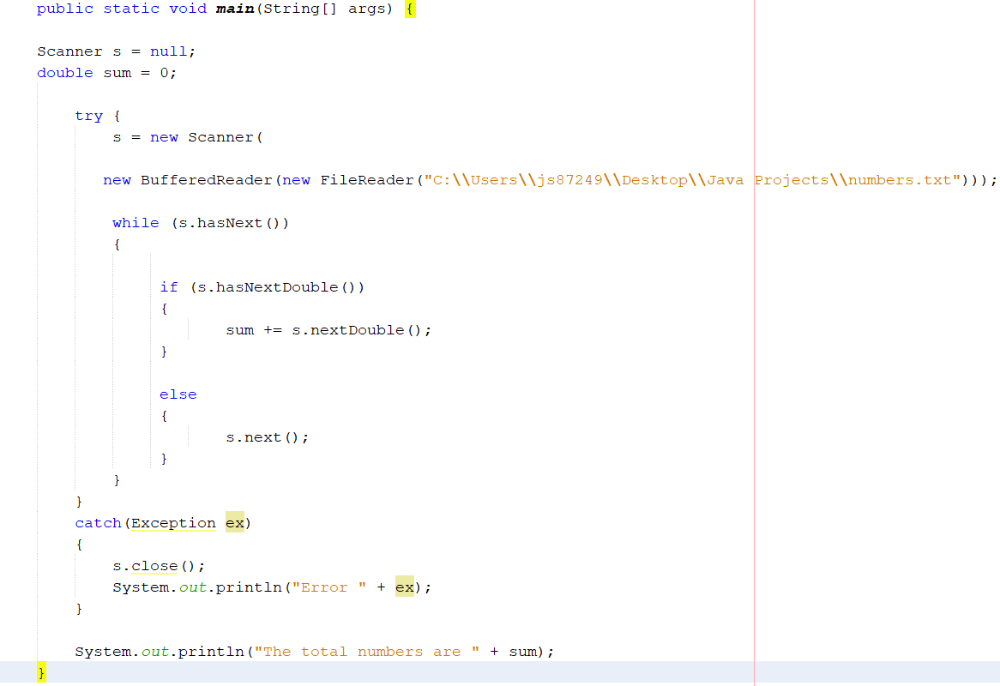 public static void main(String[] args) {
Scanner s = null;
double sum = 0;
try {
s = new Scanner(
new BufferedReader(new FileReader("C:\\Users\\js87249\\Desktop\\Java Projects\\numbers.txt")));
while (s.hasNext())
{
if (s.hasNextDouble())
{
sum += s.nextDouble();
}
else
{
s.next();
}
}
}
catch(Exception ex)
{
s.close();
System.out.println("Error " + ex);
}
System.out.println("The total numbers are " + sum);
}